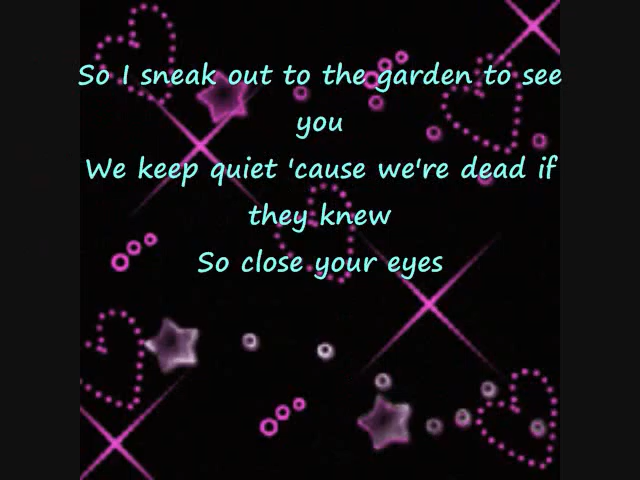 So I sneak out to the garden to see
you
We keep quiet 'cause we're dead if
they knew
So close your eyes